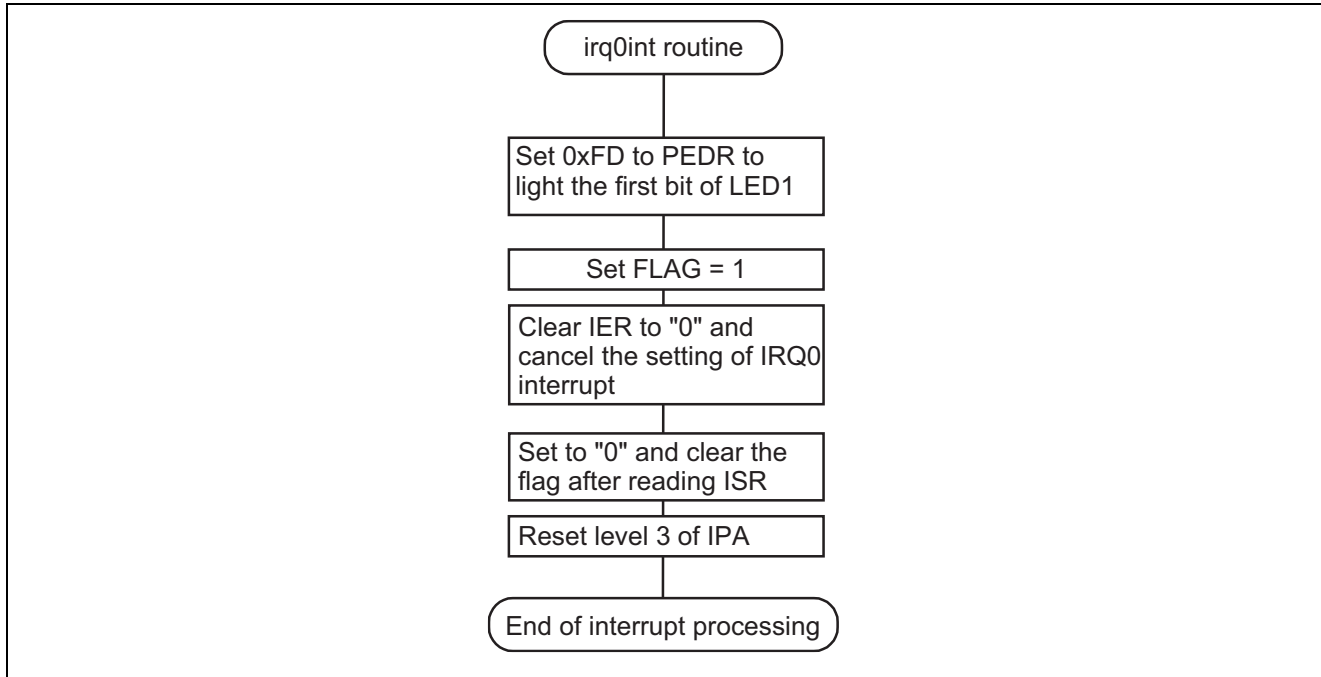 irq0int routine
Set 0xFD to PEDR to
light the first bit of LED1
Set FLAG = 1
Clear IER to "0" and
cancel the setting of IRQ0
interrupt
Set to "0" and clear the
flag after reading ISR
Reset level 3 of IPA
End of interrupt processing